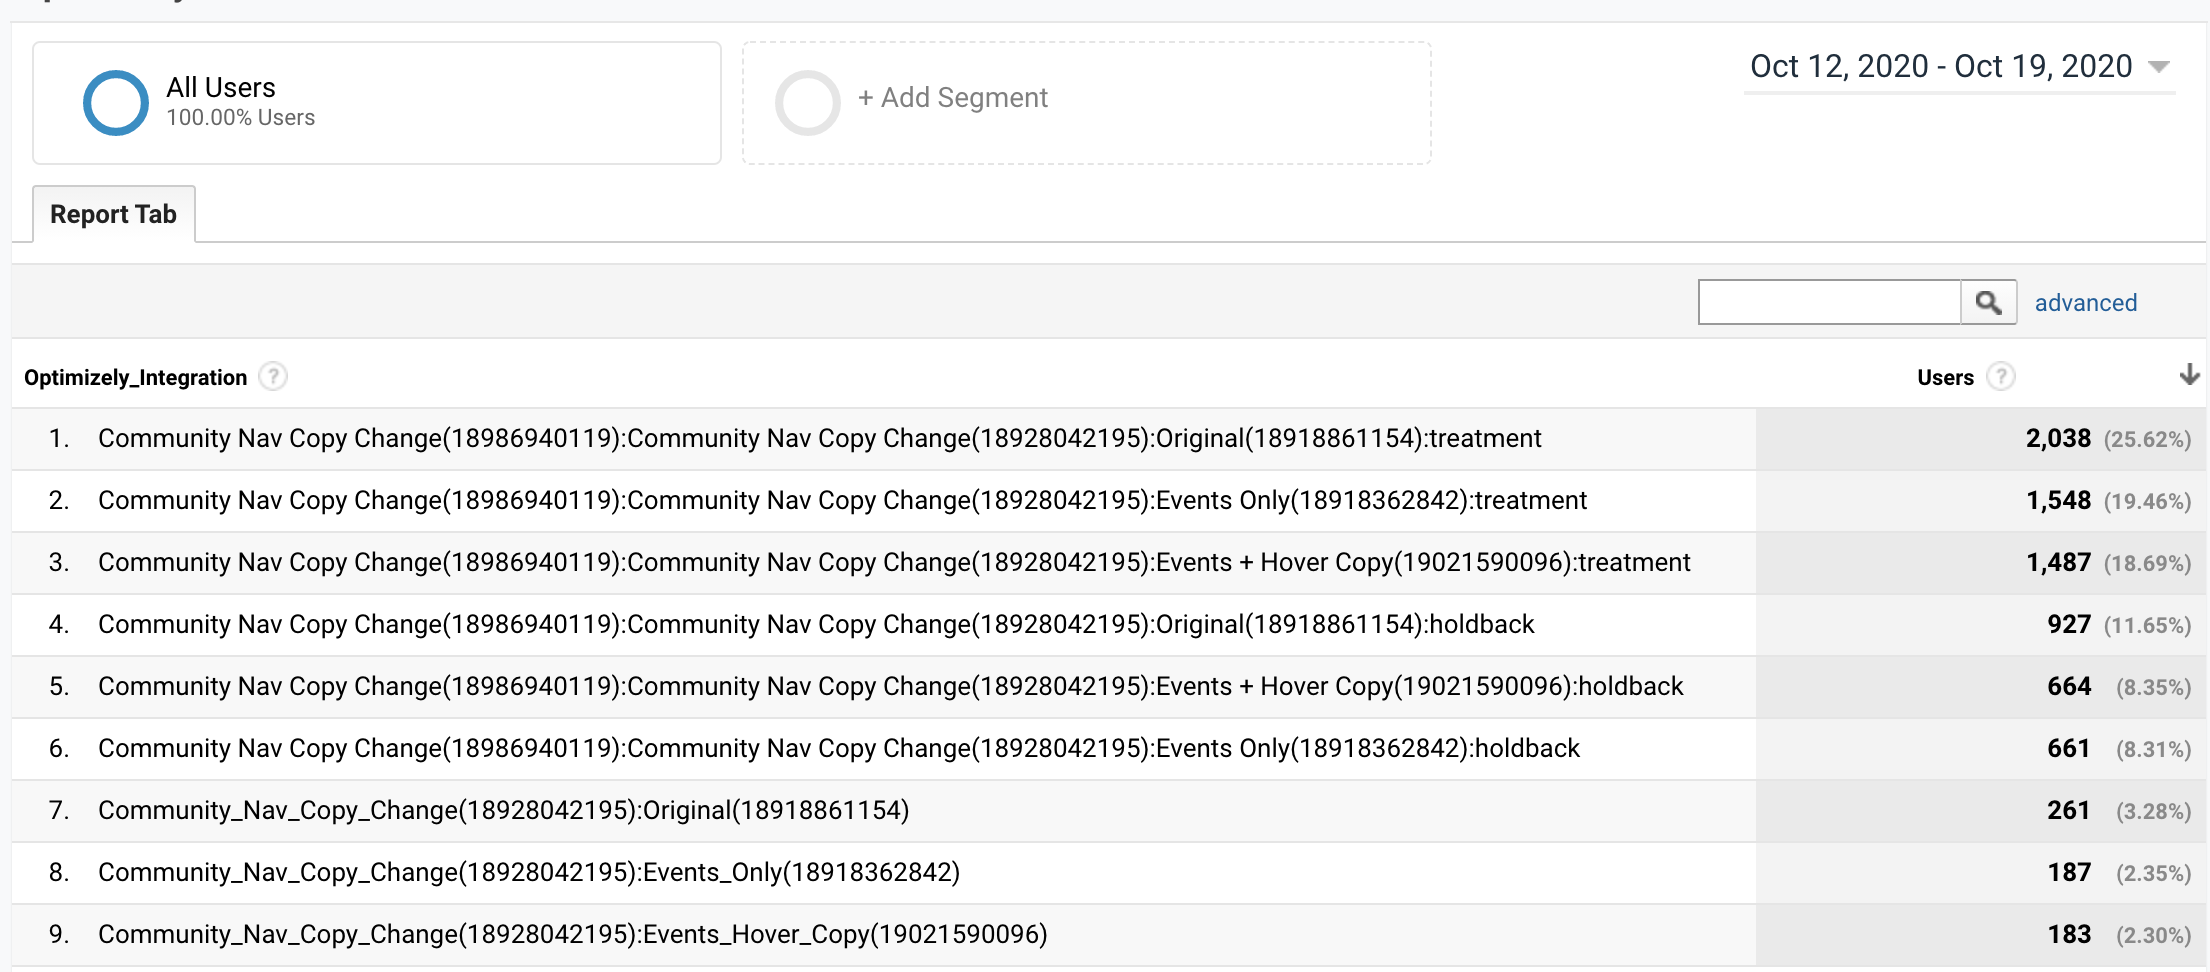 All Users
100.00% Users
+ Add Segment
Oct 12, 2020 - Oct 19, 2020
Report Tab
advanced
Optimizely_Integration ? Users ?
1. Community Nav Copy Change(18986940119):Community Nav Copy Change(18928042195):Original(18918861154):treatment 2,038 (25.62%)
2. Community Nav Copy Change(18986940119):Community Nav Copy Change(18928042195):Events Only(18918362842):treatment 1,548 (19.46%)
3. Community Nav Copy Change(18986940119):Community Nav Copy Change(18928042195):Events + Hover Copy(19021590096):treatment 1,487 (18.69%)
4. Community Nav Copy Change(18986940119):Community Nav Copy Change(18928042195):Original(18918861154):holdback 927 (11.65%)
5. Community Nav Copy Change(18986940119):Community Nav Copy Change(18928042195):Events + Hover Copy(19021590096):holdback 664 (8.35%)
6. Community Nav Copy Change(18986940119):Community Nav Copy Change(18928042195):Events Only(18918362842):holdback 661 (8.31%)
7. Community_Nav_Copy_Change(18928042195):Original(18918861154) 261 (3.28%)
8. Community_Nav_Copy_Change(18928042195):Events_Only(18918362842) 187 (2.35%)
9. Community_Nav_Copy_Change(18928042195):Events_Hover_Copy(19021590096) 183 (2.30%)